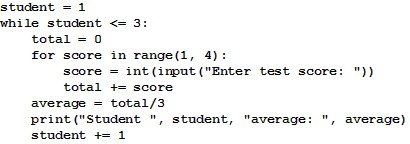 student = 1
while student <= 3:
    total = 0
    for score in range(1, 4):
        score = int(input("Enter test score: "))
        total += score
    average = total/3
    print("Student ", student, "average: ", average)
    student += 1